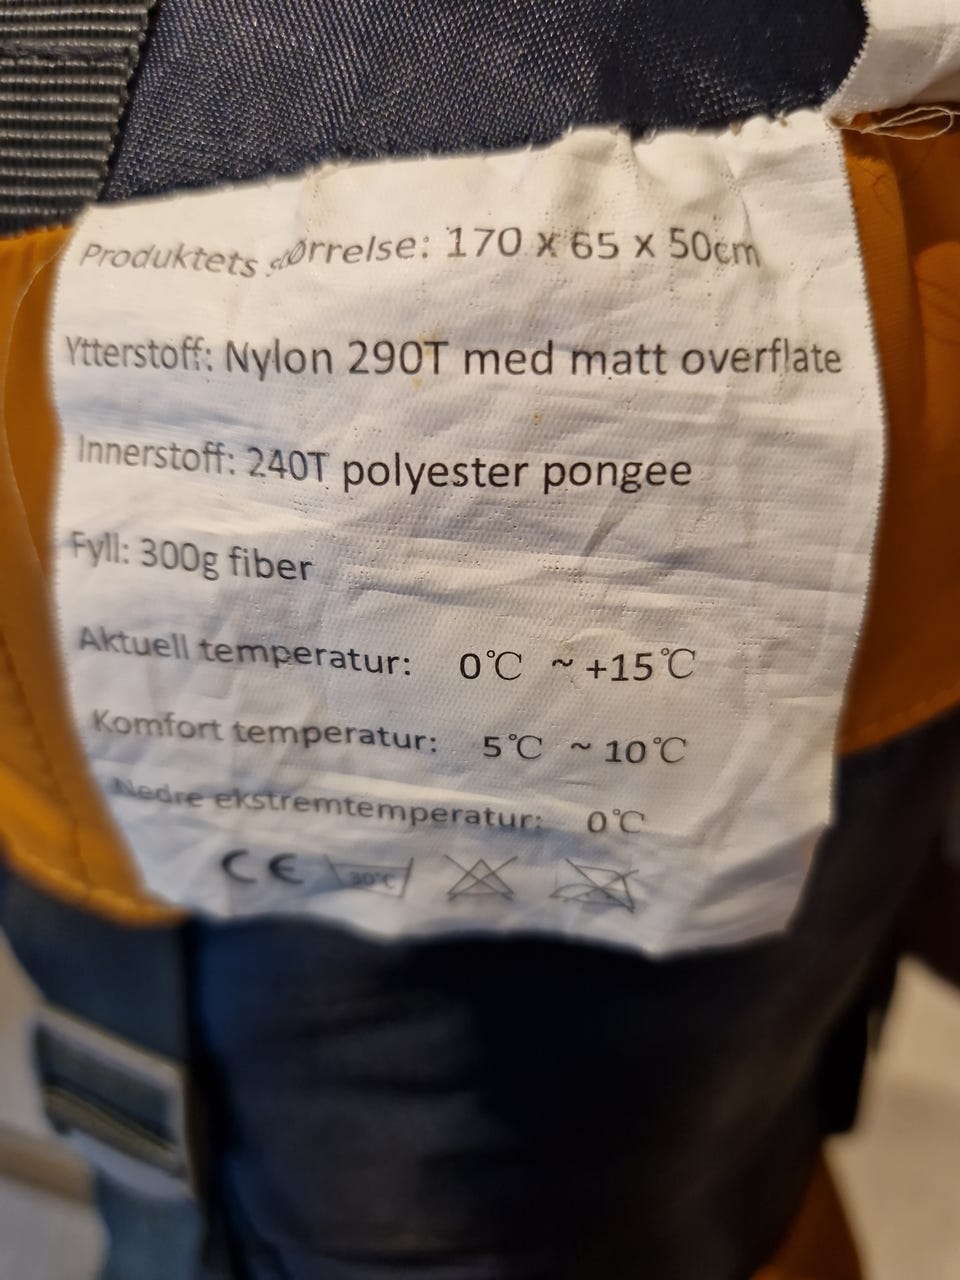 Produktets størrelse: 170 x 65 x 50cm
Ytterstoff: Nylon 290T med matt overflate
Innerstoff: 240T polyester pongee
Fyll: 300g fiber
Aktuell temperatur: 0℃ ~ +15℃
Komfort temperatur: 5℃ ~ 10℃
Nedre ekstremtemperatur: 0℃
CE 30℃